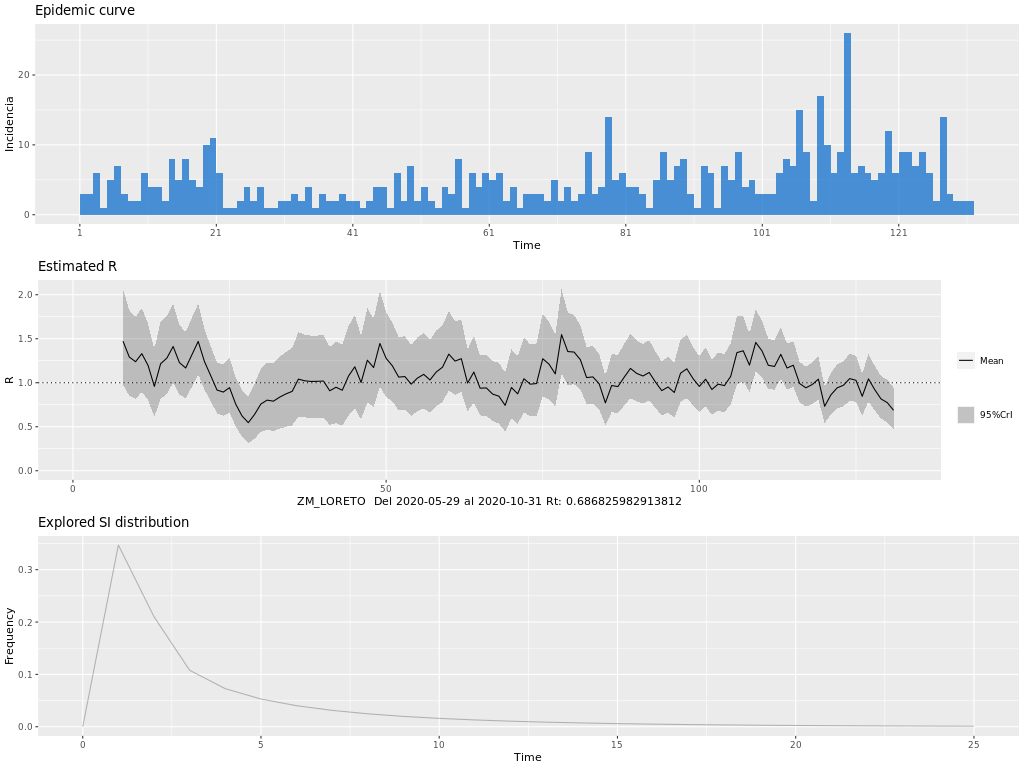 Epidemic curve
Incidencia
20
10
0
1 21 41 61 81 101 121
Time
Estimated R
R
2.0
1.5
1.0
0.5
0.0
0 50 100
ZM_LORETO Del 2020-05-29 al 2020-10-31 Rt: 0.686825982913812
Mean
95%CrI
Explored SI distribution
Frequency
0.3
0.2
0.1
0.0
0 5 10 15 20 25
Time